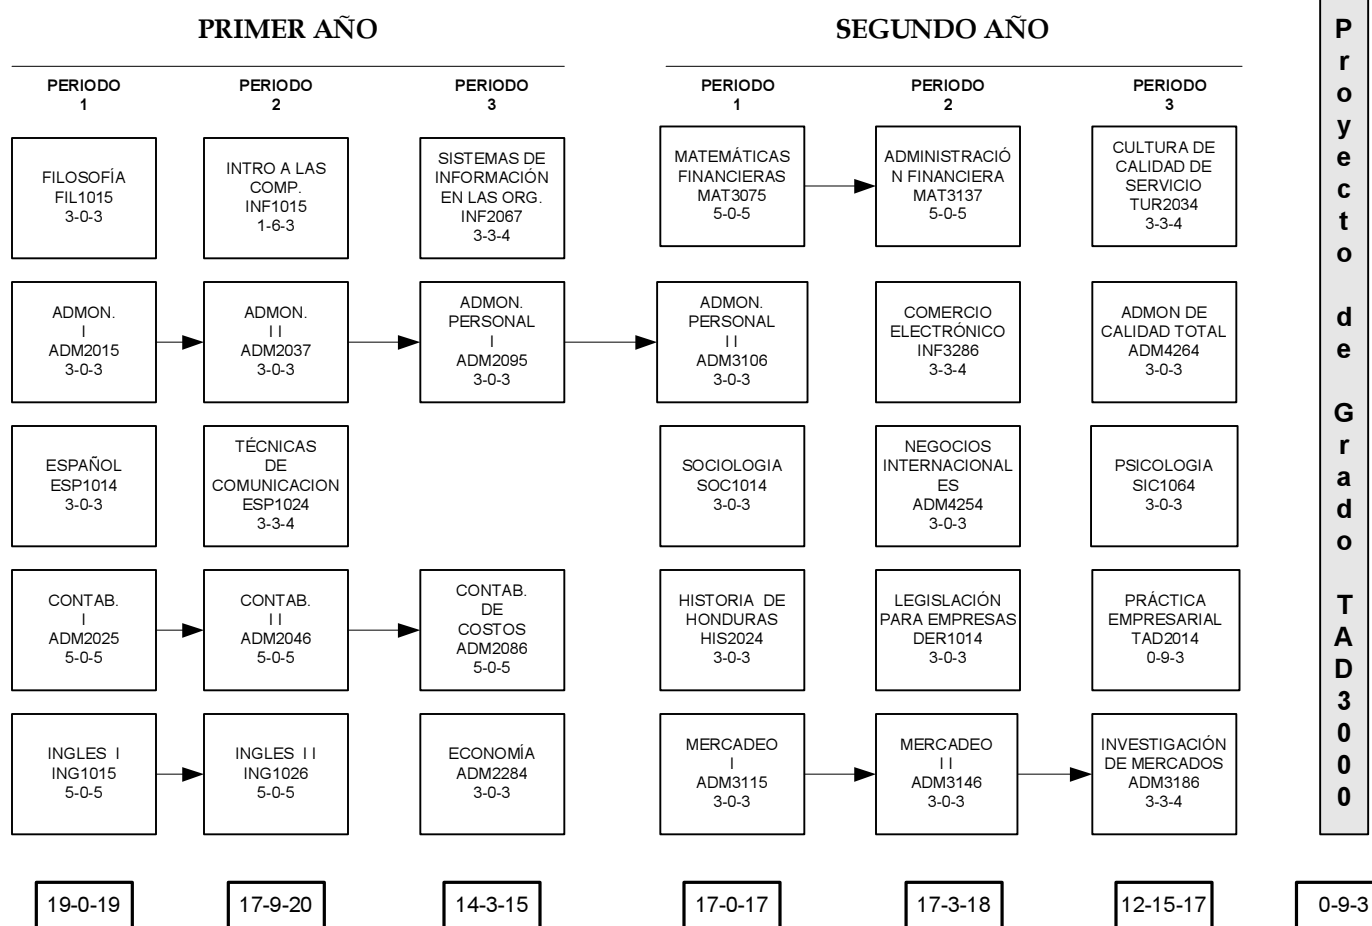 PRIMER AÑO
SEGUNDO AÑO
PERIODO
1
PERIODO
2
PERIODO
3
PERIODO
1
PERIODO
2
PERIODO
3
FILOSOFÍA
FIL1015
3-0-3
INTRO A LAS
COMP.
INF1015
1-6-3
SISTEMAS DE
INFORMACIÓN
EN LAS ORG.
INF2067
3-3-4
MATEMÁTICAS
FINANCIERAS
MAT3075
5-0-5
ADMINISTRACIÓ
N FINANCIERA
MAT3137
5-0-5
CULTURA DE
CALIDAD DE
SERVICIO
TUR2034
3-3-4
ADMON.
I
ADM2015
3-0-3
ADMON.
I I
ADM2037
3-0-3
ADMON.
PERSONAL
I
ADM2095
3-0-3
ADMON.
PERSONAL
I I
ADM3106
3-0-3
COMERCIO
ELECTRÓNICO
INF3286
3-3-4
ADMON DE
CALIDAD TOTAL
ADM4264
3-0-3
ESPAÑOL
ESP1014
3-0-3
TÉCNICAS
DE
COMUNICACION
ESP1024
3-3-4
SOCIOLOGIA
SOC1014
3-0-3
NEGOCIOS
INTERNACIONAL
ES
ADM4254
3-0-3
PSICOLOGIA
SIC1064
3-0-3
CONTAB.
I
ADM2025
5-0-5
CONTAB.
I I
ADM2046
5-0-5
CONTAB.
DE
COSTOS
ADM2086
5-0-5
HISTORIA DE
HONDURAS
HIS2024
3-0-3
LEGISLACIÓN
PARA EMPRESAS
DER1014
3-0-3
PRÁCTICA
EMPRESARIAL
TAD2014
0-9-3
INGLES I
ING1015
5-0-5
INGLES I I
ING1026
5-0-5
ECONOMÍA
ADM2284
3-0-3
MERCADEO
I
ADM3115
3-0-3
MERCADEO
I I
ADM3146
3-0-3
INVESTIGACIÓN
DE MERCADOS
ADM3186
3-3-4
Proyecto de Grado TAD3000
19-0-19
17-9-20
14-3-15
17-0-17
17-3-18
12-15-17
0-9-3